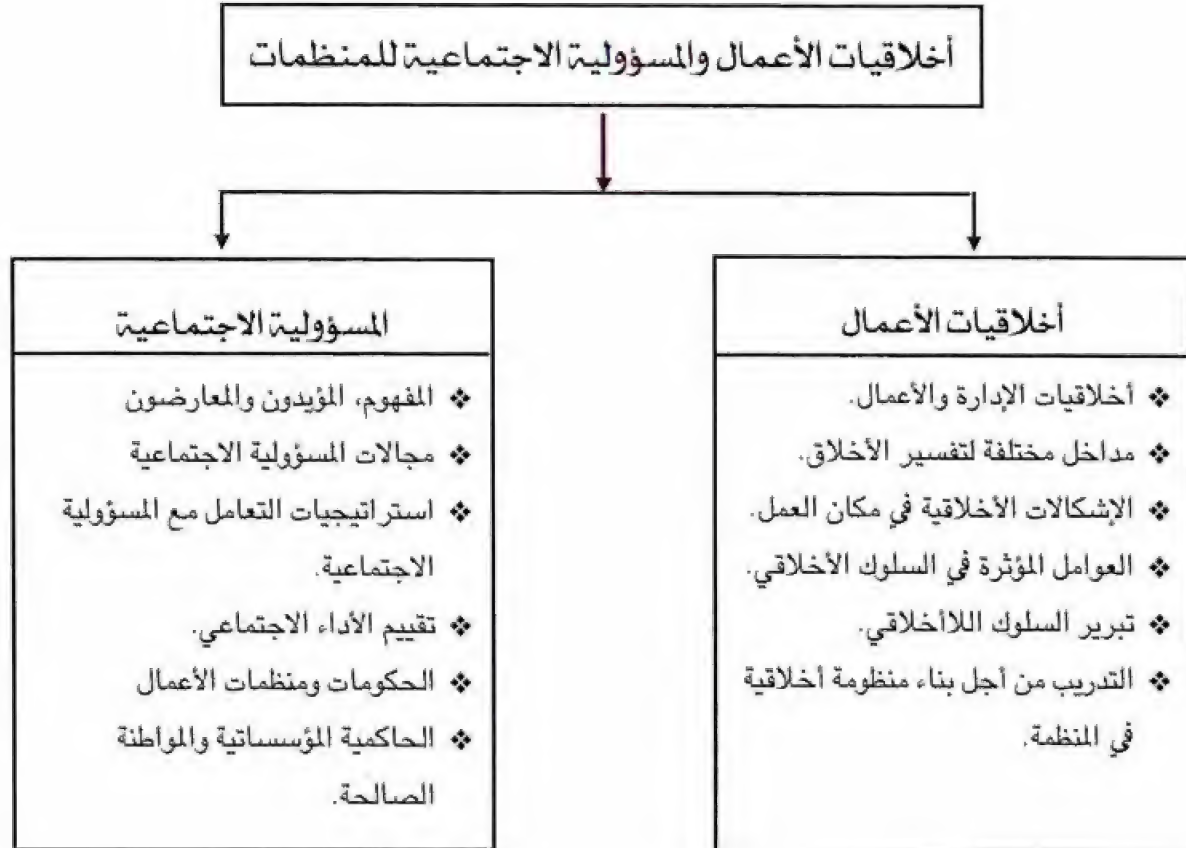 أخلاقيات الأعمال والمسؤولية الاجتماعية للمنظمات
أخلاقيات الأعمال
❖ أخلاقيات الإدارة والأعمال.
❖ مداخل مختلفة لتفسير الأخلاق.
❖ الإشكالات الأخلاقية في مكان العمل.
❖ العوامل المؤثرة في السلوك الأخلاقي.
❖ تبرير السلوك اللاأخلاقي.
❖ التدريب من أجل بناء منظومة أخلاقية
في المنظمة.
المسؤولية الاجتماعية
❖ المفهوم، المؤيدون والمعارضون
❖ مجالات المسؤولية الاجتماعية
❖ استراتيجيات التعامل مع المسؤولية
الاجتماعية.
❖ تقييم الأداء الاجتماعي.
❖ الحكومات ومنظمات الأعمال
❖ الحاكمية المؤسساتية والمواطنة
الصالحة.